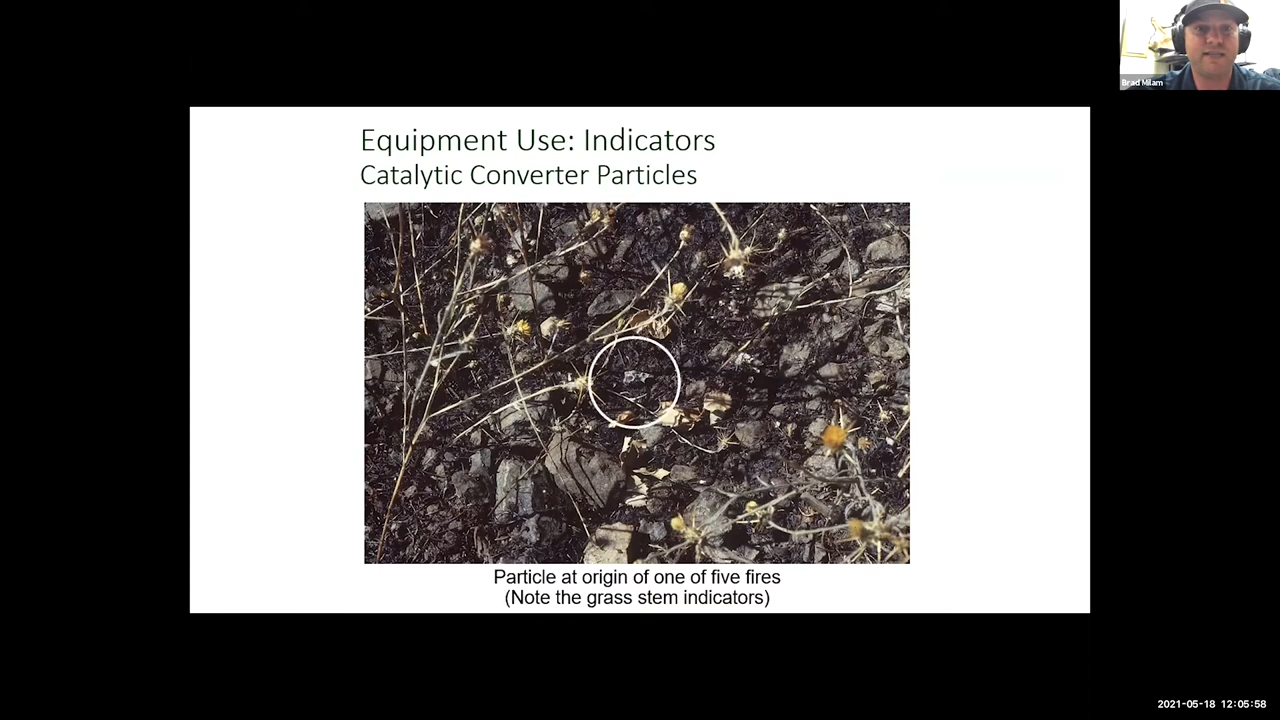 Brad Milam
Equipment Use: Indicators
Catalytic Converter Particles
Particle at origin of one of five fires
(Note the grass stem indicators)
2021-05-18 12:05:58